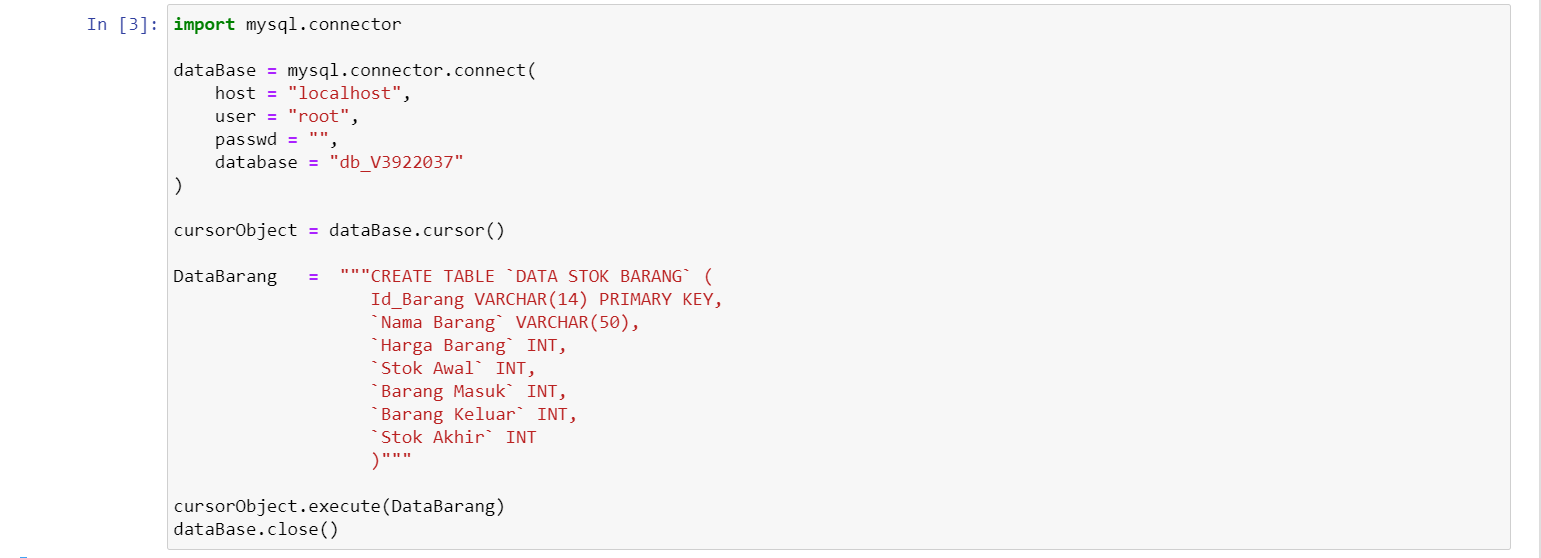 In [3]: import mysql.connector
dataBase = mysql.connector.connect(
host = "localhost",
user = "root",
passwd = "",
database = "db_V3922037"
)
cursorObject = dataBase.cursor()
DataBarang   =  """CREATE TABLE `DATA STOK BARANG` (
Id_Barang VARCHAR(14) PRIMARY KEY,
`Nama Barang` VARCHAR(50),
`Harga Barang` INT,
`Stok Awal` INT,
`Barang Masuk` INT,
`Barang Keluar` INT,
`Stok Akhir` INT
)"""
cursorObject.execute(DataBarang)
dataBase.close()